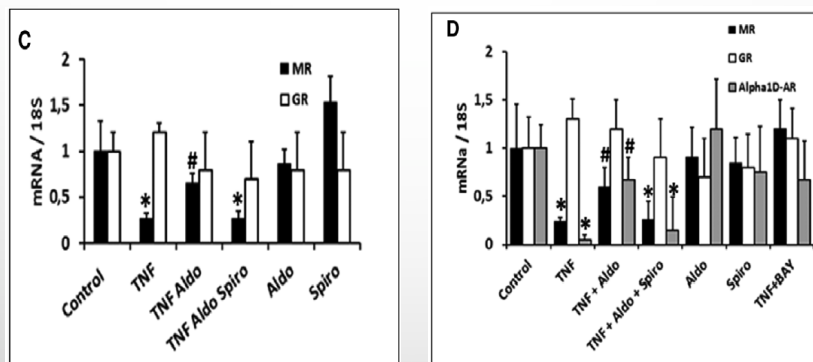 C
2
1,5
1
0,5
0
mRNA / 18S
MR
GR
*
#
*
Control
TNF
TNF Aldo
TNF Aldo Spiro
Aldo
Spiro
D
2
1,5
1
0,5
0
mRNa / 18S
MR
GR
Alpha1D-AR
*
*
#
#
*
*
Control
TNF
TNF + Aldo
TNF+ Aldo + Spiro
Aldo
Spiro
TNF+BAY